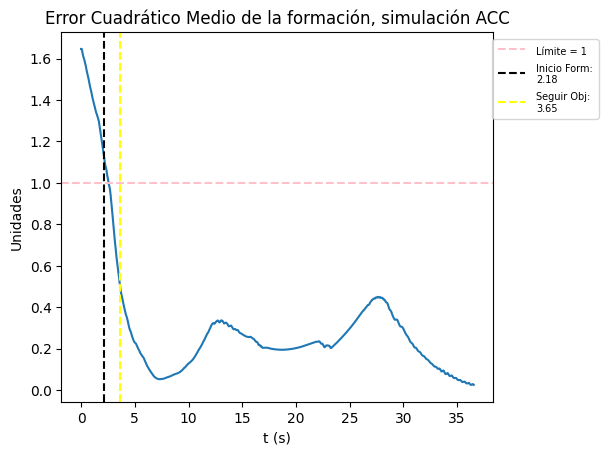 Error Cuadrático Medio de la formación, simulación ACC
Límite = 1
Inicio Form:
2.18
Seguir Obj:
3.65
Unidades
1.6
1.4
1.2
1.0
0.8
0.6
0.4
0.2
0.0
0 5 10 15 20 25 30 35
t (s)